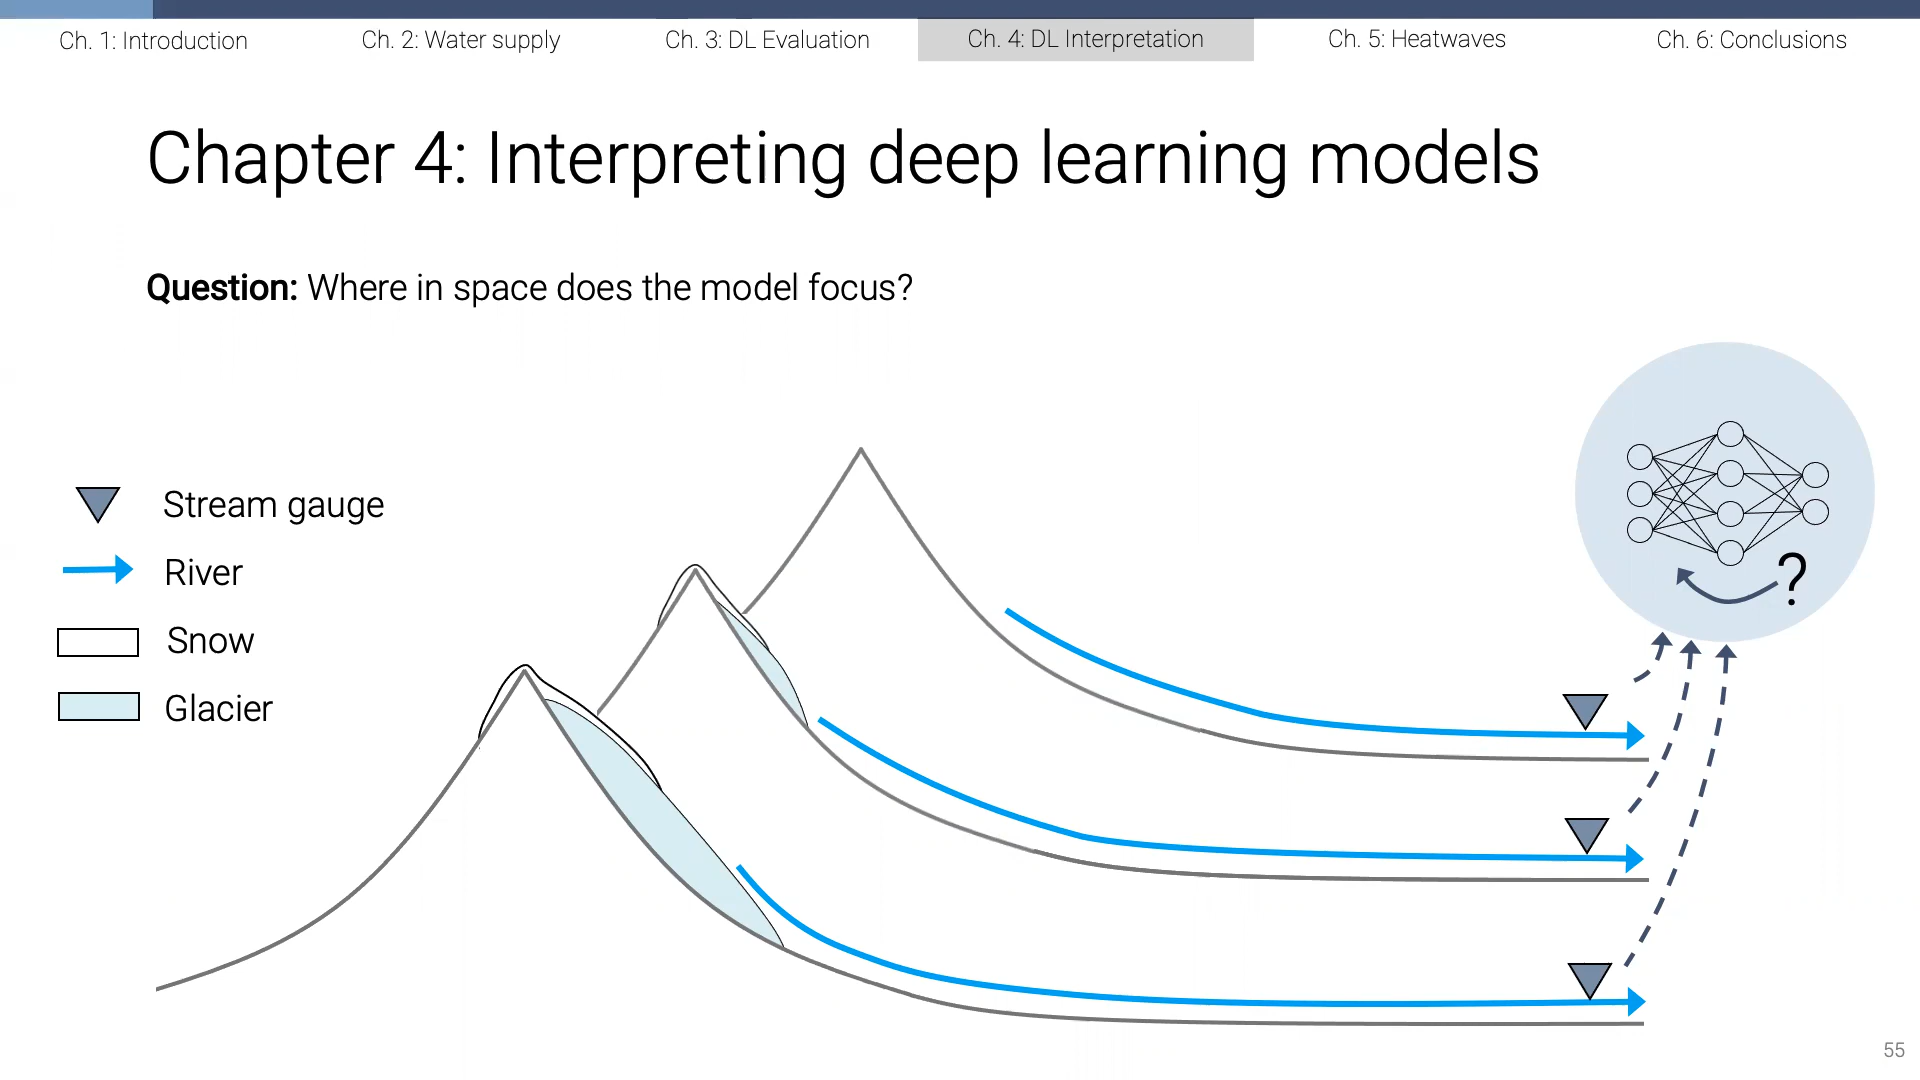 Ch. 1: Introduction
Ch. 2: Water supply
Ch. 3: DL Evaluation
Ch. 4: DL Interpretation
Ch. 5: Heatwaves
Ch. 6: Conclusions
Chapter 4: Interpreting deep learning models
Question: Where in space does the model focus?
Stream gauge
River
Snow
Glacier
?
55